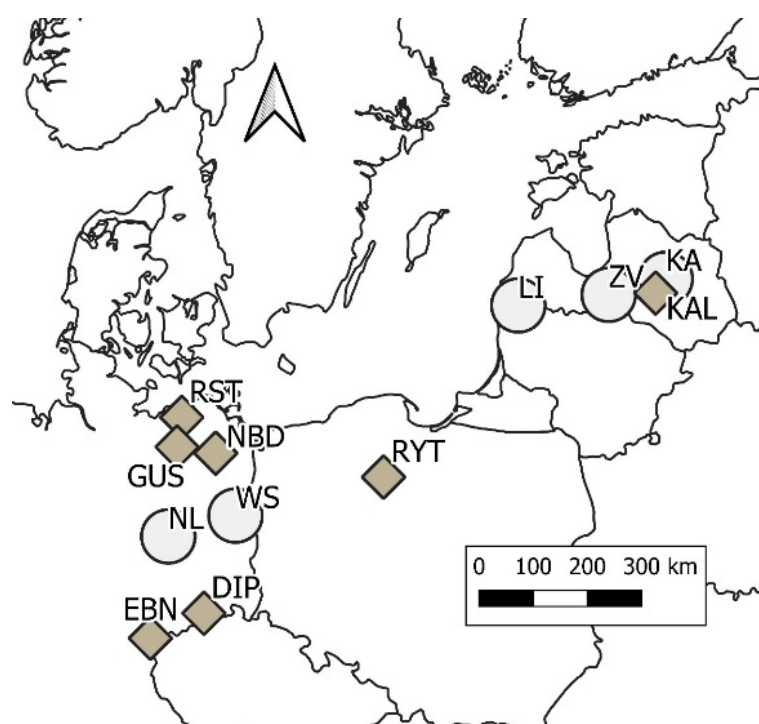 KA
ZV
LI
KAL
RST
NBD
RYT
GUS
WS
NL
0 100 200 300 km
DIP
EBN